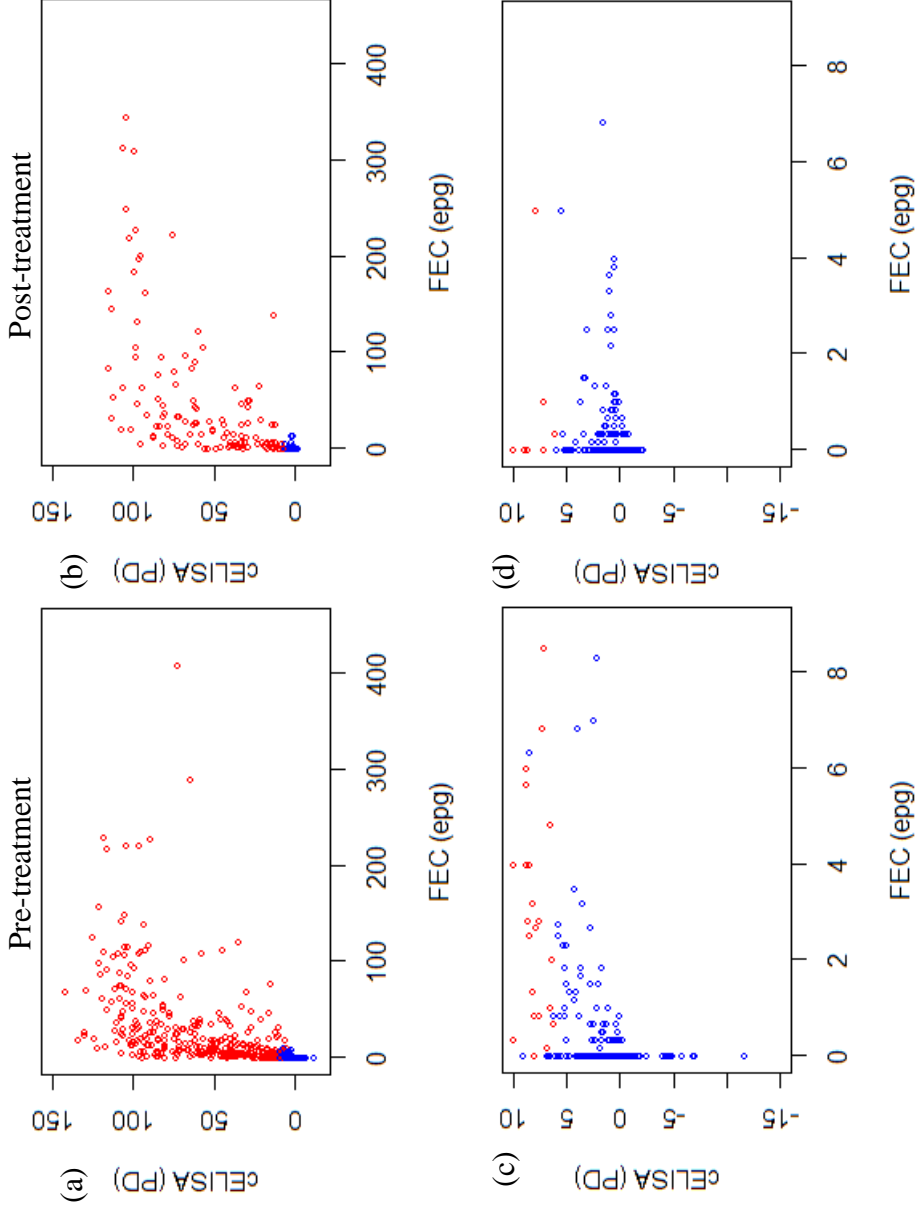 Pre-treatment
Post-treatment
(a)
cELISA (PD)
150
100
50
0
0
100
200
300
400
FEC (epg)
(b)
cELISA (PD)
150
100
50
0
0
100
200
300
400
FEC (epg)
(c)
cELISA (PD)
10
5
0
-5
-15
0
2
4
6
8
FEC (epg)
(d)
cELISA (PD)
10
5
0
-5
-15
0
2
4
6
8
FEC (epg)